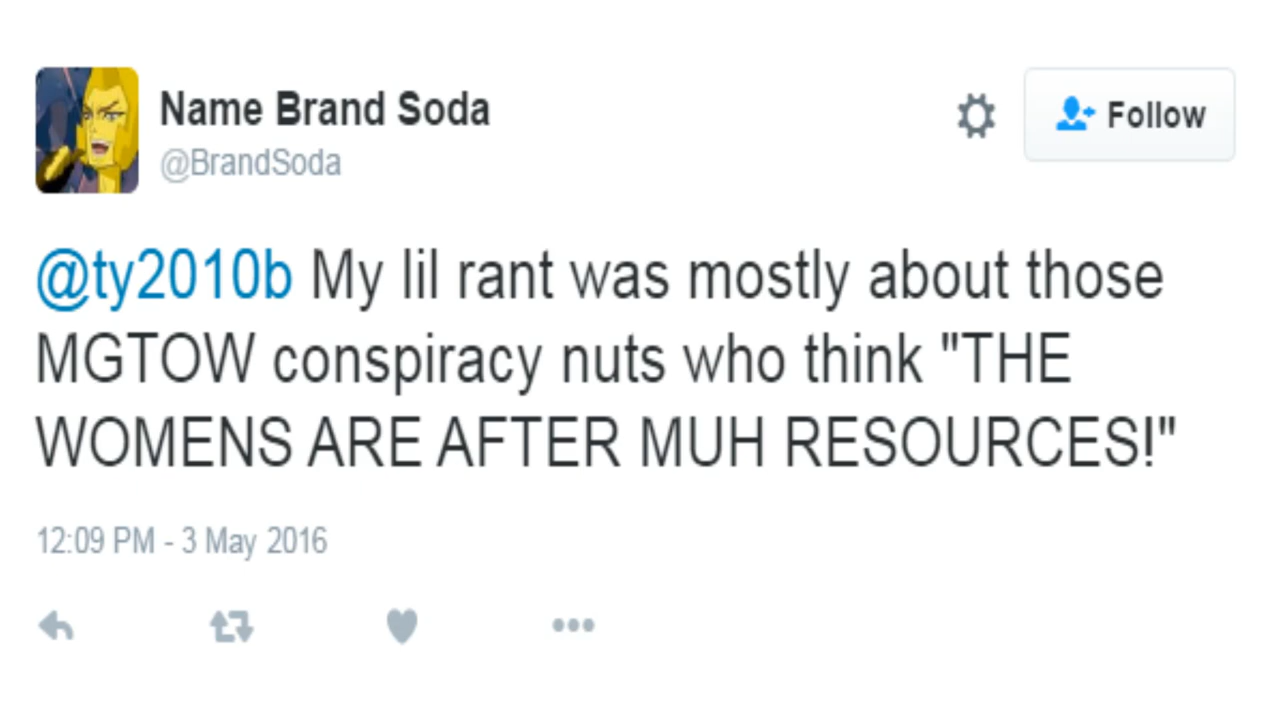 Name Brand Soda
Follow
@BrandSoda
@ty2010b My lil rant was mostly about those
MGTOW conspiracy nuts who think "THE
WOMENS ARE AFTER MUH RESOURCES!"
12:09 PM - 3 May 2016